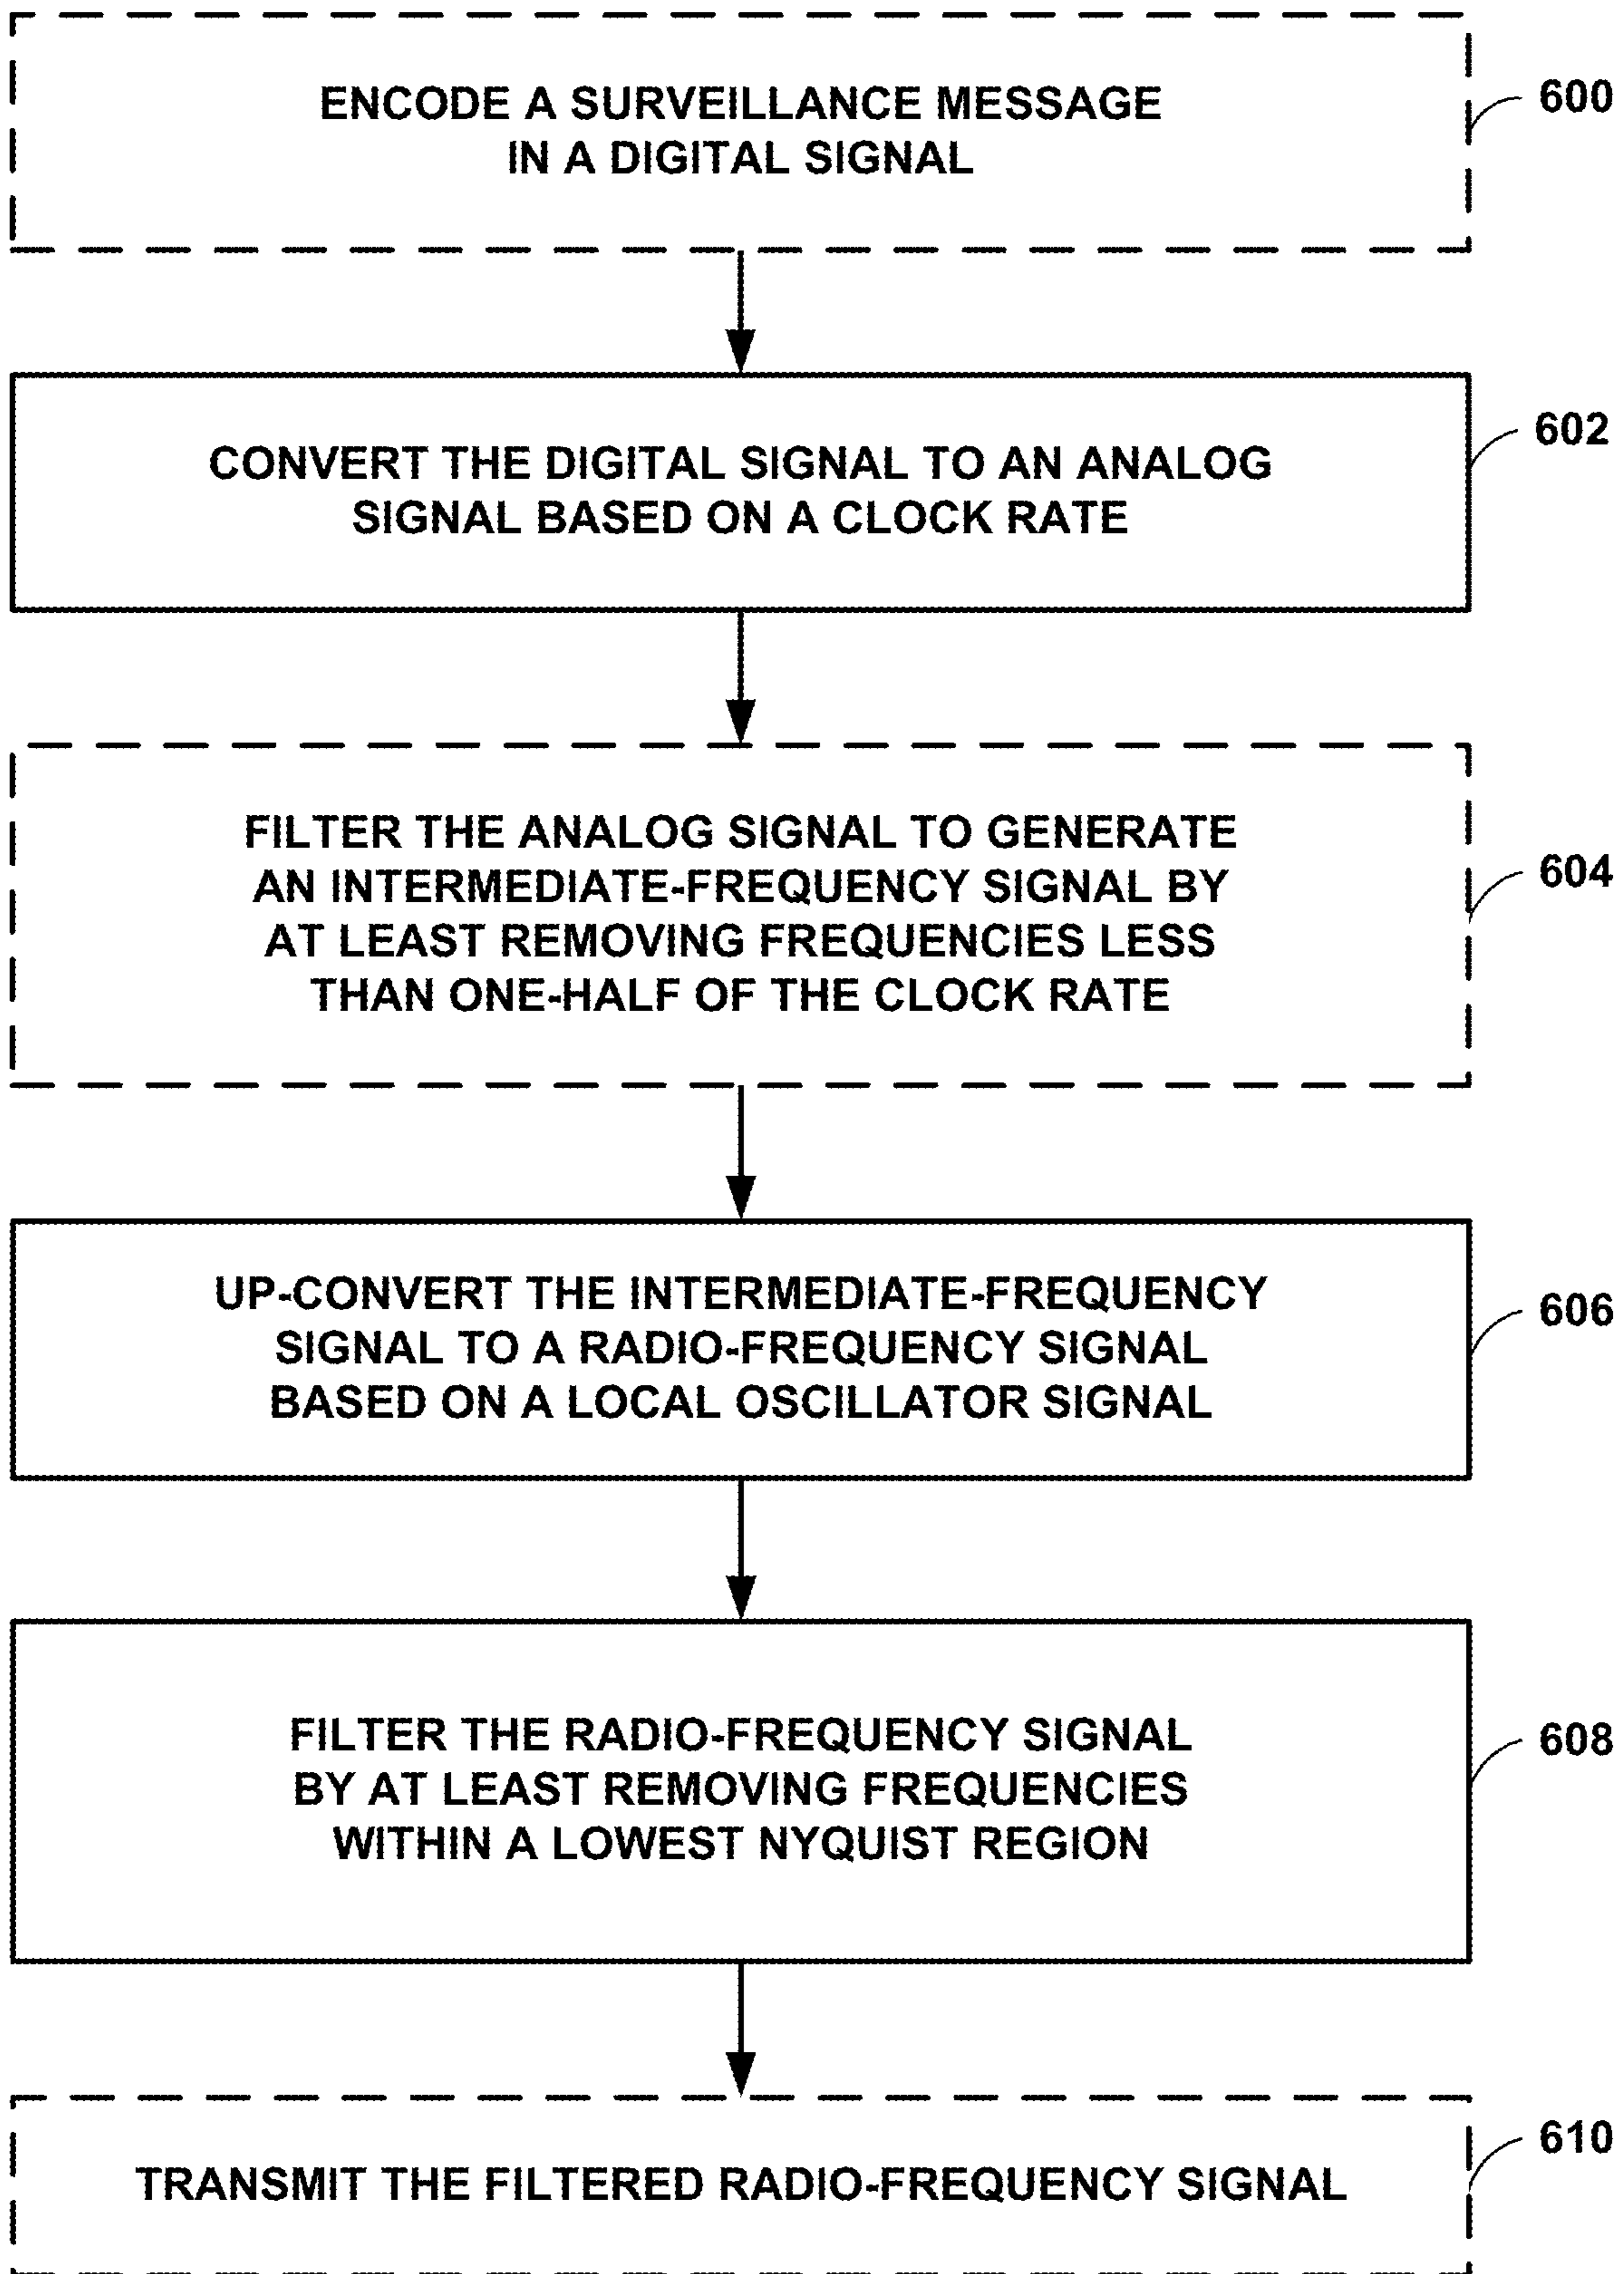 ENCODE A SURVEILLANCE MESSAGE
IN A DIGITAL SIGNAL
600
CONVERT THE DIGITAL SIGNAL TO AN ANALOG
SIGNAL BASED ON A CLOCK RATE
602
FILTER THE ANALOG SIGNAL TO GENERATE
AN INTERMEDIATE-FREQUENCY SIGNAL BY
AT LEAST REMOVING FREQUENCIES LESS
THAN ONE-HALF OF THE CLOCK RATE
604
UP-CONVERT THE INTERMEDIATE-FREQUENCY
SIGNAL TO A RADIO-FREQUENCY SIGNAL
BASED ON A LOCAL OSCILLATOR SIGNAL
606
FILTER THE RADIO-FREQUENCY SIGNAL
BY AT LEAST REMOVING FREQUENCIES
WITHIN A LOWEST NYQUIST REGION
608
TRANSMIT THE FILTERED RADIO-FREQUENCY SIGNAL
610